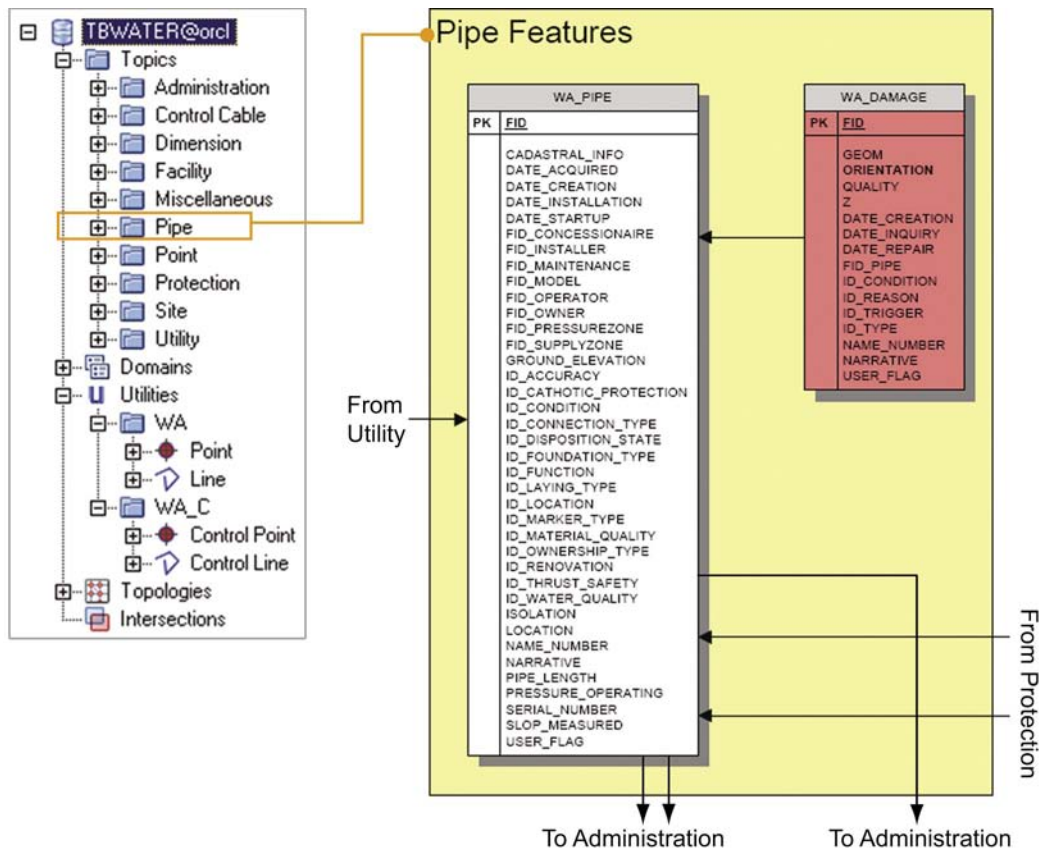 TBWATER@orcl
Topics
Administration
Control Cable
Dimension
Facility
Miscellaneous
Pipe
Point
Protection
Site
Utility
Domains
U Utilities
WA
Point
Line
WA_C
Control Point
Control Line
Topologies
Intersections
Pipe Features
WA_PIPE
PK FID
CADASTRAL_INFO
DATE_ACQUIRED
DATE_CREATION
DATE_INSTALLATION
DATE_STARTUP
FID_CONCESSIONAIRE
FID_INSTALLER
FID_MAINTENANCE
FID_MODEL
FID_OPERATOR
FID_OWNER
FID_PRESSUREZONE
FID_SUPPLYZONE
GROUND_ELEVATION
ID_ACCURACY
ID_CATHOTIC_PROTECTION
ID_CONDITION
ID_CONNECTION_TYPE
ID_DISPOSITION_STATE
ID_FOUNDATION_TYPE
ID_FUNCTION
ID_LAYING_TYPE
ID_LOCATION
ID_MARKER_TYPE
ID_MATERIAL_QUALITY
ID_OWNERSHIP_TYPE
ID_RENOVATION
ID_THRUST_SAFETY
ID_WATER_QUALITY
ISOLATION
LOCATION
NAME_NUMBER
NARRATIVE
PIPE_LENGTH
PRESSURE_OPERATING
SERIAL_NUMBER
SLOP_MEASURED
USER_FLAG
WA_DAMAGE
PK FID
GEOM
ORIENTATION
QUALITY
Z
DATE_CREATION
DATE_INQUIRY
DATE_REPAIR
FID_PIPE
ID_CONDITION
ID_REASON
ID_TRIGGER
ID_TYPE
NAME_NUMBER
NARRATIVE
USER_FLAG
From
Utility
From Protection
To Administration
To Administration